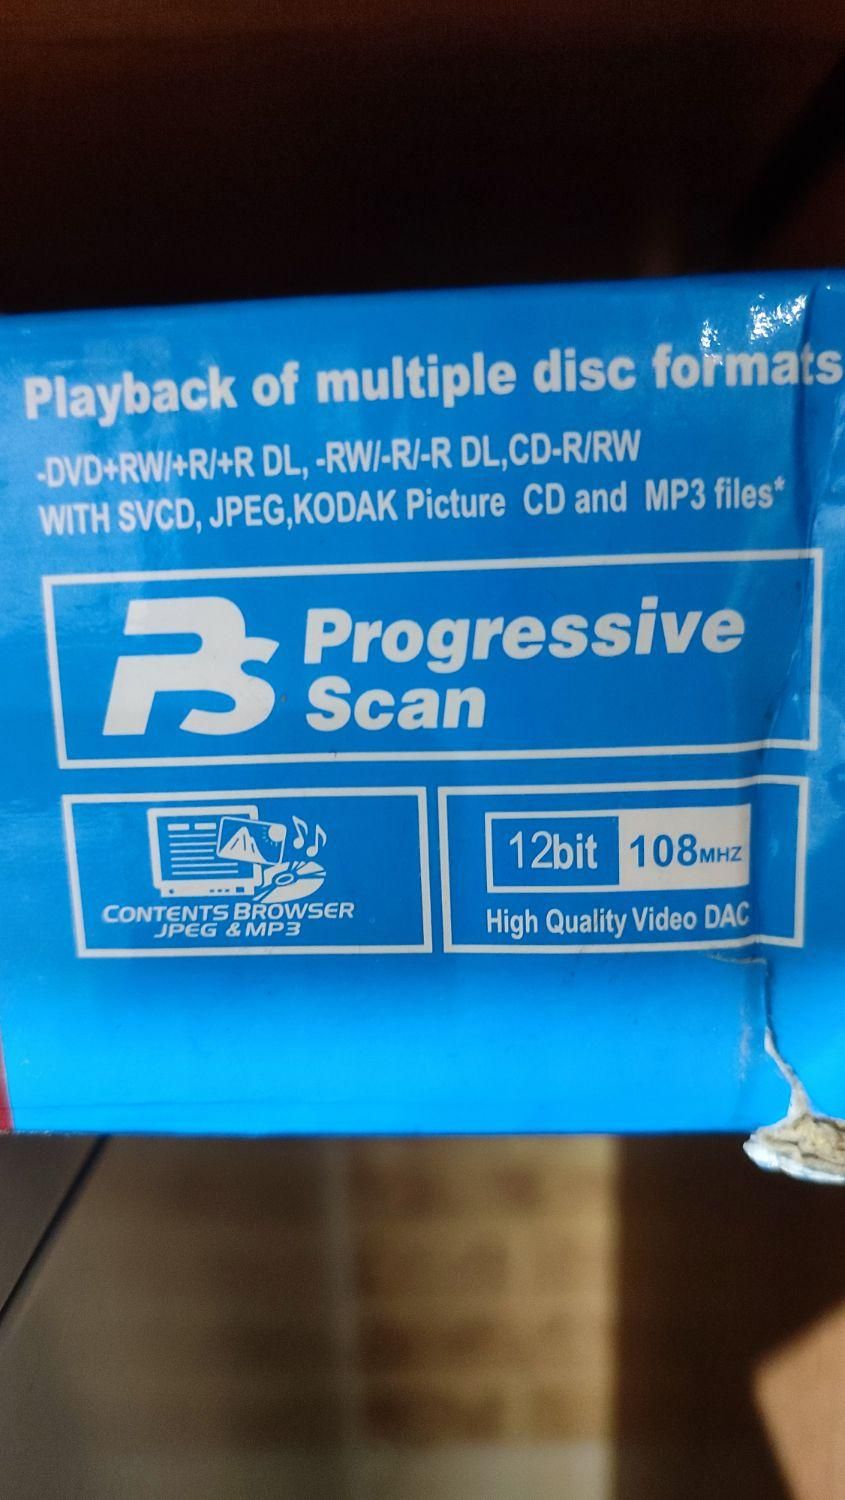 Playback of multiple disc formats
-DVD+RW/+R/+R DL, -RW/-R/-R DL,CD-R/RW
WITH SVCD, JPEG,KODAK Picture CD and MP3 files*
PS
Progressive
Scan
CONTENTS BROWSER
JPEG & MP3
12bit 108MHZ
High Quality Video DAC